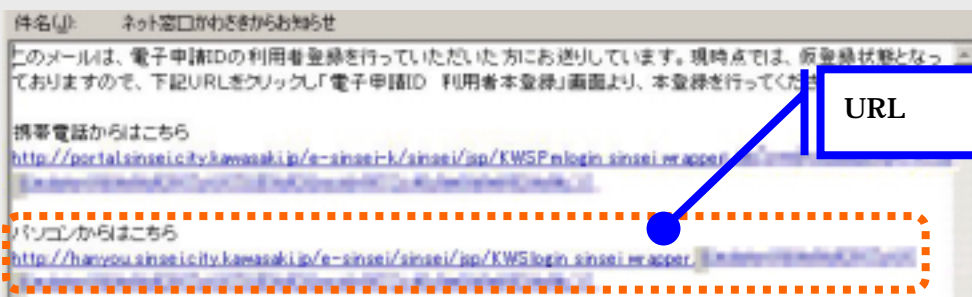 件名(J): ネット窓口かわさきからお知らせ
このメールは、電子申請IDの利用者登録を行っていただいた方にお送りしています。現時点では、仮登録状態となっ
ておりますので、下記URLをクリックし「電子申請ID 利用者本登録」画面より、本登録を行ってくだ
URL
携帯電話からはこちら
http://portal.sinsei.city.kawasaki.jp/e-sinsei-k/sinsei/jsp/KWSPmlogin_sinsei_wrapper.
パソコンからはこちら
http://hanyou.sinsei.city.kawasaki.jp/e-sinsei/sinsei/jsp/KWSlogin_sinsei_wrapper.